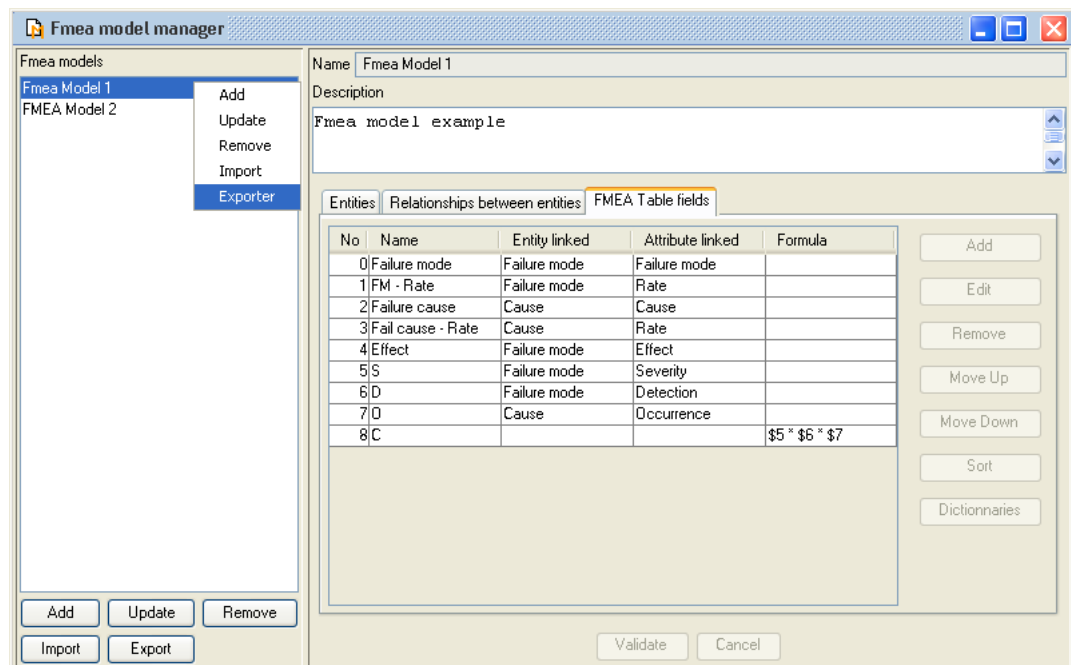 Fmea model manager
Fmea models
Fmea Model 1
FMEA Model 2
Add
Update
Remove
Import
Exporter
Add Update Remove
Import Export
Name Fmea Model 1
Description
Fmea model example
Entities Relationships between entities FMEA Table fields
No Name Entity linked Attribute linked Formula
0 Failure mode Failure mode Failure mode
1 FM - Rate Failure mode Rate
2 Failure cause Cause Cause
3 Fail cause - Rate Cause Rate
4 Effect Failure mode Effect
5 S Failure mode Severity
6 D Failure mode Detection
7 O Cause Occurrence
8 C $5 * $6 * $7
Add
Edit
Remove
Move Up
Move Down
Sort
Dictionnaries
Validate Cancel